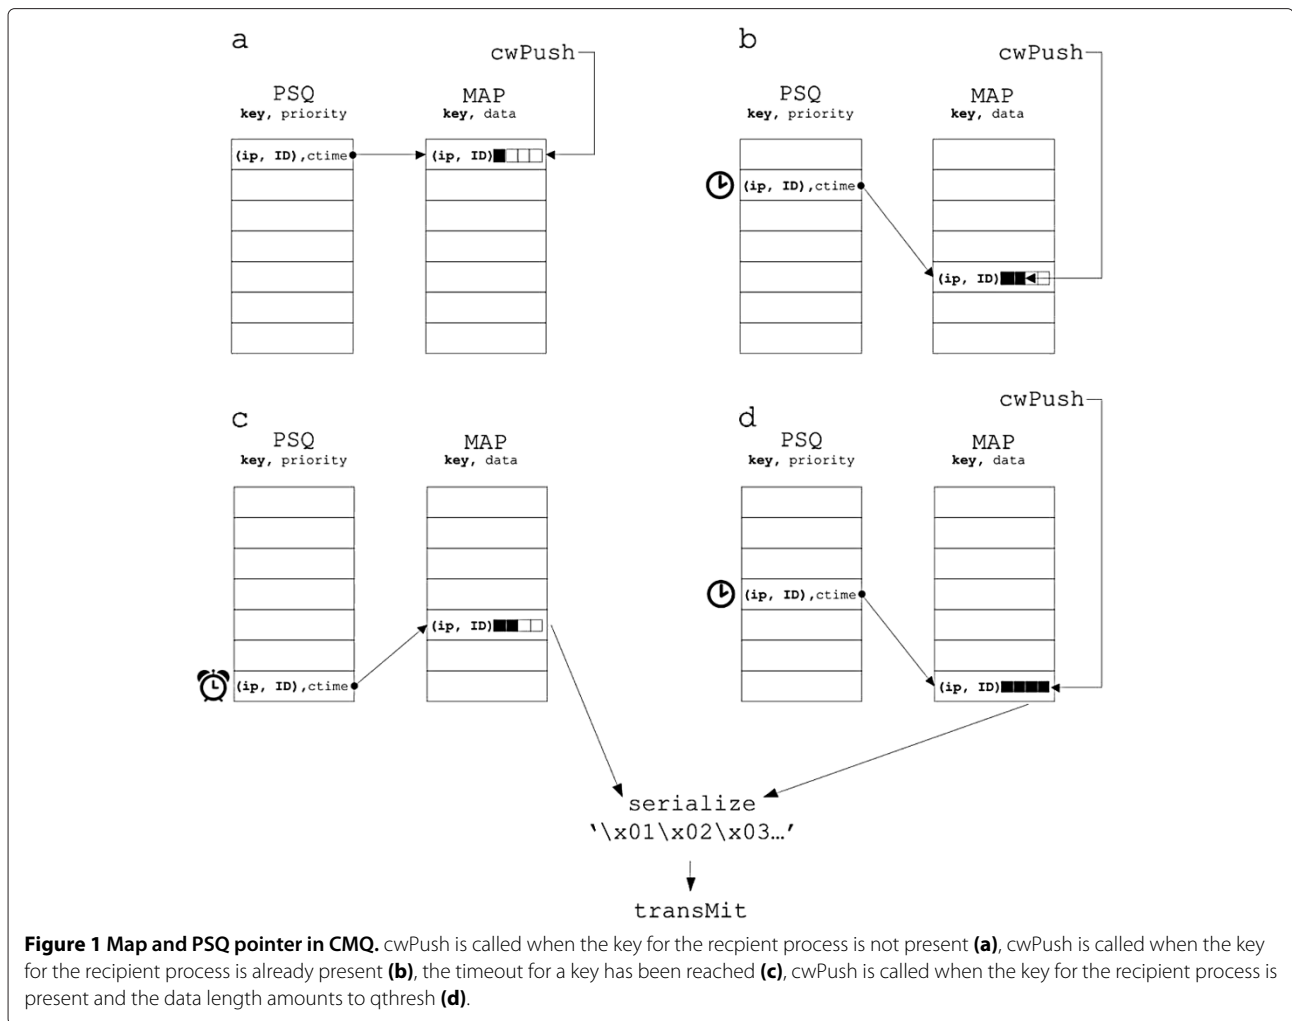 a
cwPush
PSQ
key, priority
MAP
key, data
(ip, ID),ctime
(ip, ID)
b
cwPush
PSQ
key, priority
MAP
key, data
(ip, ID),ctime
(ip, ID)
c
PSQ
key, priority
MAP
key, data
(ip, ID)
(ip, ID),ctime
d
cwPush
PSQ
key, priority
MAP
key, data
(ip, ID),ctime
(ip, ID)
serialize
‘\x01\x02\x03…’
transMit
Figure 1 Map and PSQ pointer in CMQ. cwPush is called when the key for the recpient process is not present (a), cwPush is called when the key
for the recipient process is already present (b), the timeout for a key has been reached (c), cwPush is called when the key for the recipient process is
present and the data length amounts to qthresh (d).